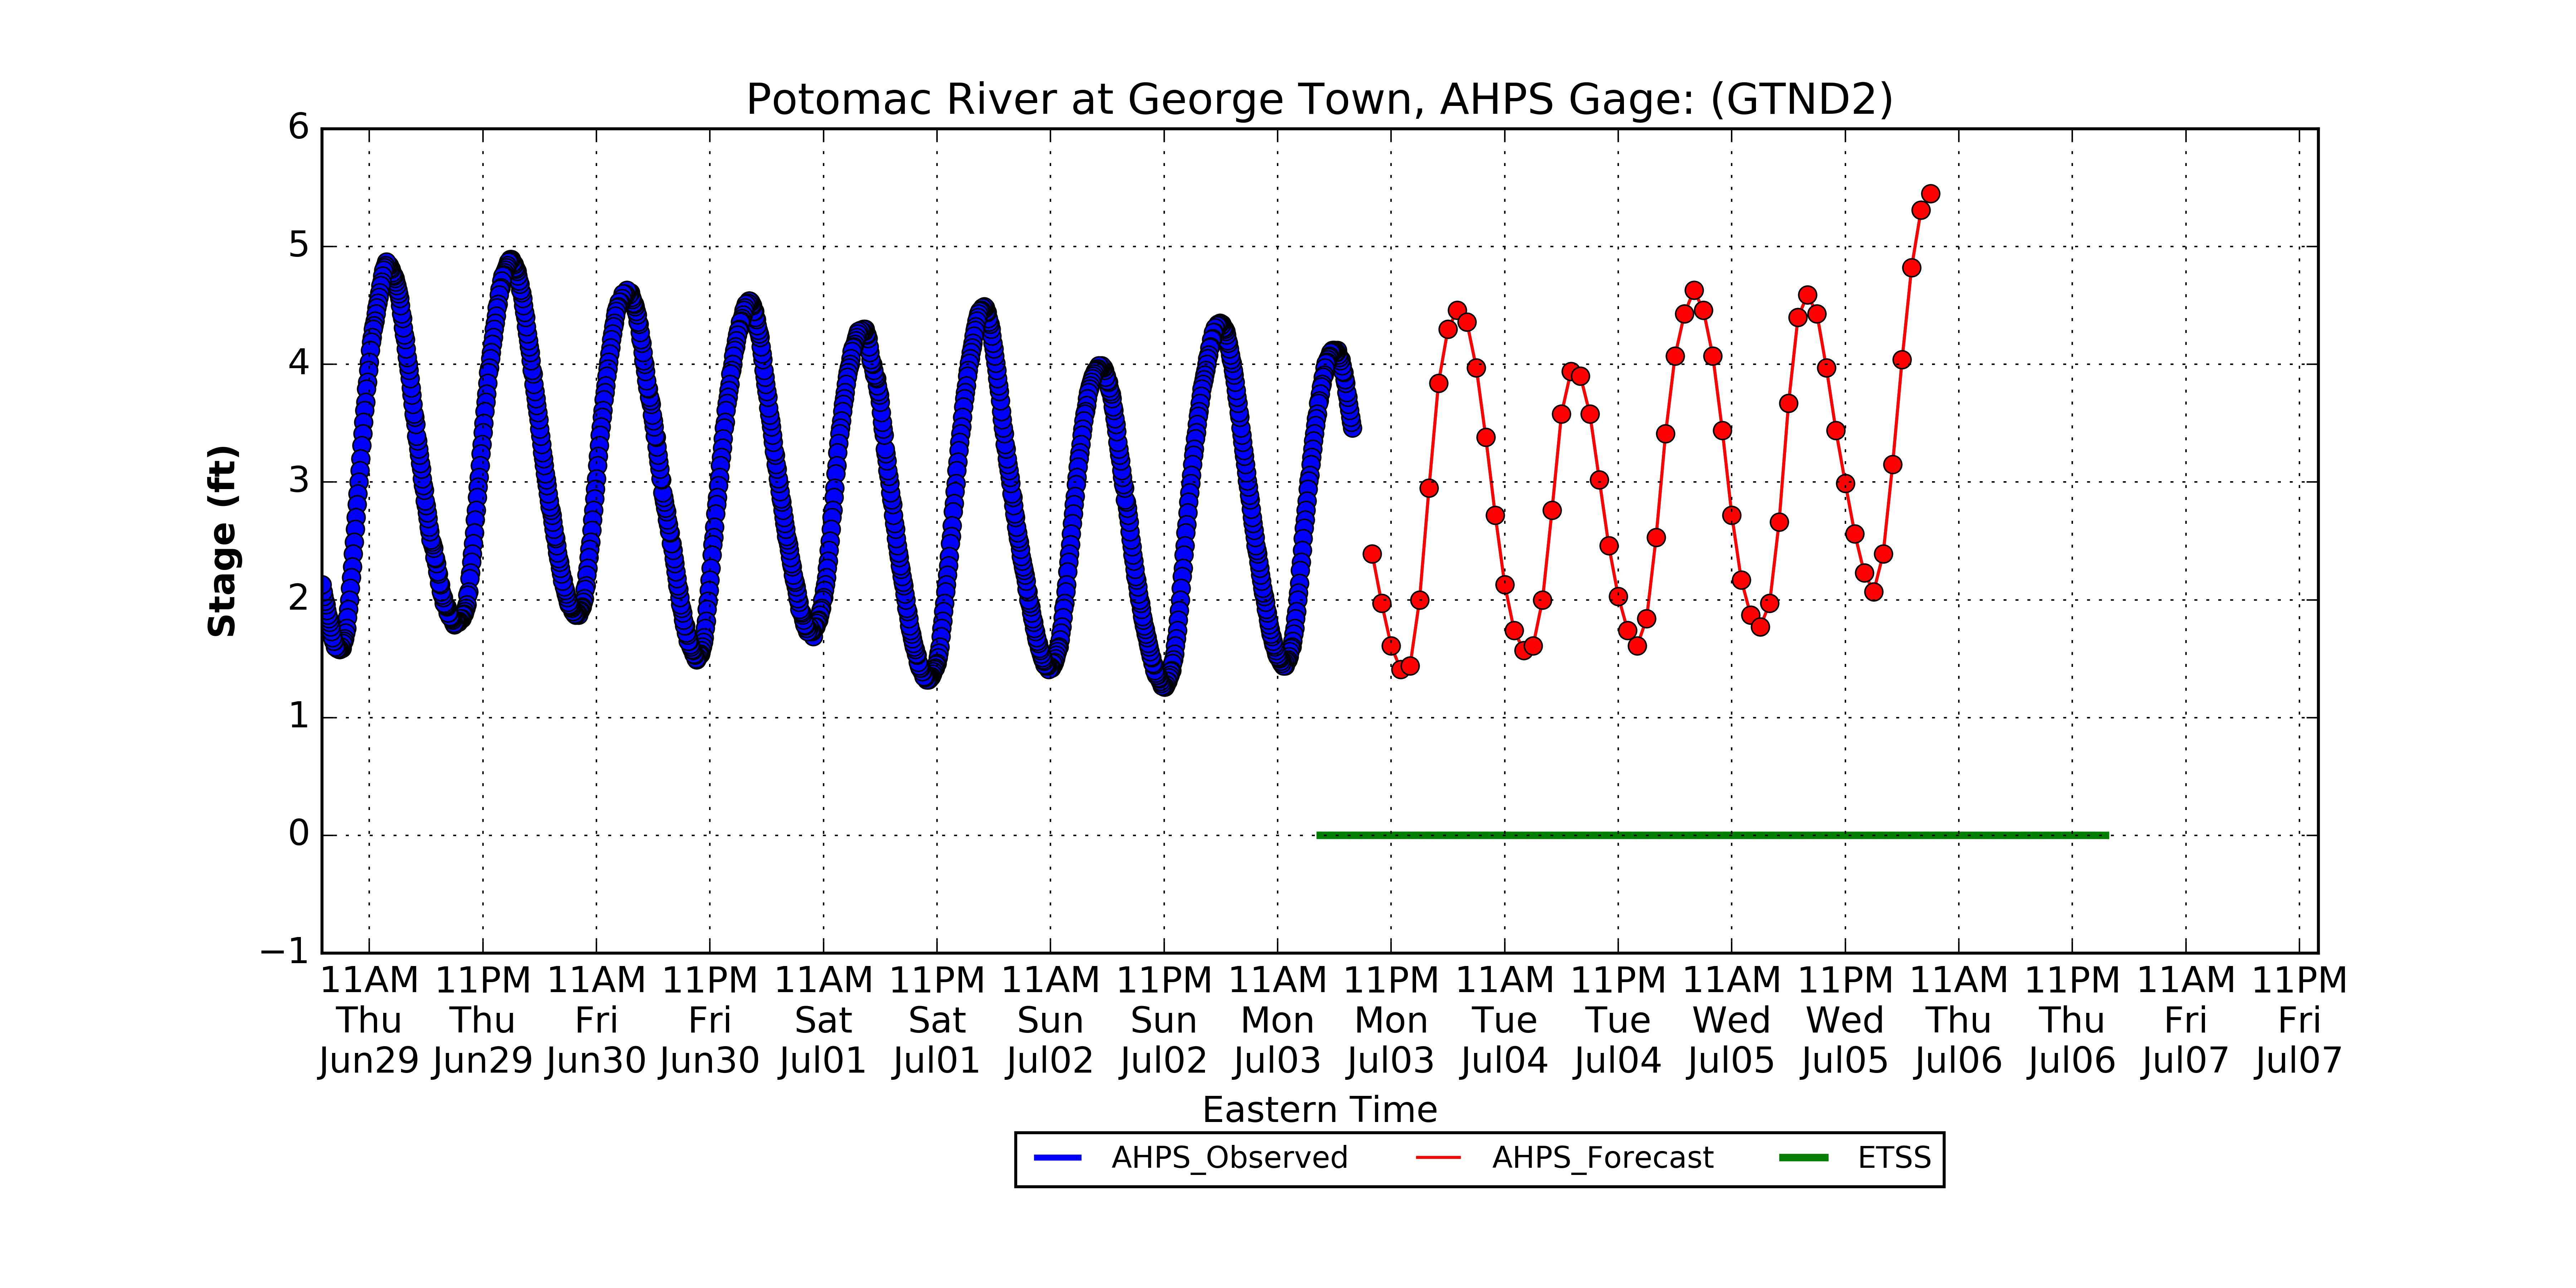 Potomac River at George Town, AHPS Gage: (GTND2)
6
5
4
3
2
1
0
−1
Stage (ft)
11AM 11PM 11AM 11PM 11AM 11PM 11AM 11PM 11AM 11PM 11AM 11PM 11AM 11PM 11AM 11PM 11AM 11PM
Thu Thu Fri Fri Sat Sat Sun Sun Mon Mon Tue Tue Wed Wed Thu Thu Fri Fri
Jun29 Jun29 Jun30 Jun30 Jul01 Jul01 Jul02 Jul02 Jul03 Jul03 Jul04 Jul04 Jul05 Jul05 Jul06 Jul06 Jul07 Jul07
Eastern Time
AHPS_Observed AHPS_Forecast ETSS